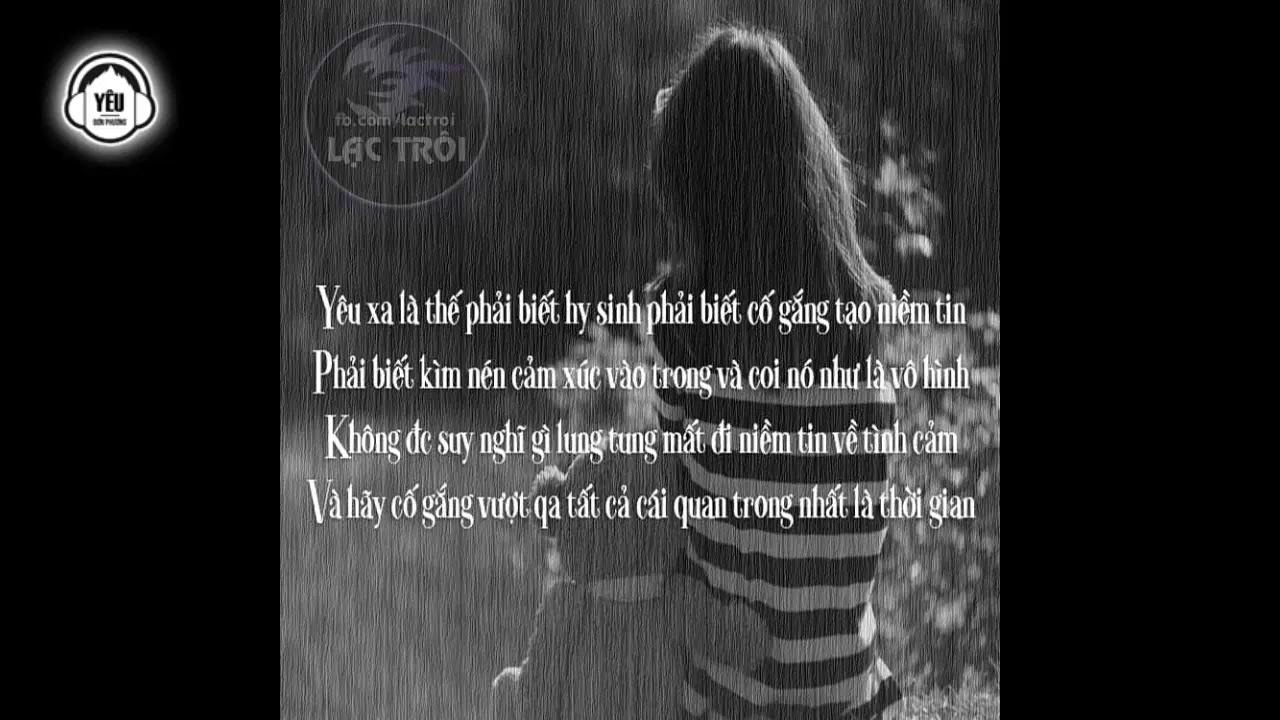 YÊU
ĐƠN PHƯƠNG
fb.com/lactroi
LẠC TRÔI
Yêu xa là thế phải biết hy sinh phải biết cố gắng tạo niềm tin
Phải biết kìm nén cảm xúc vào trong và coi nó như là vô hình
Không đc suy nghĩ gì lung tung mất đi niềm tin về tình cảm
Và hãy cố gắng vượt qa tất cả cái quan trong nhất là thời gian